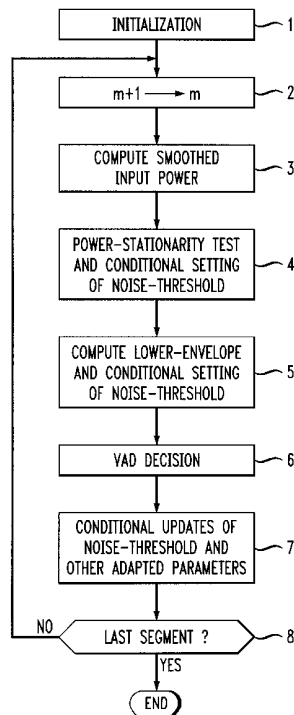 INITIALIZATION
1
m+1 ⟶ m
2
COMPUTE SMOOTHED
INPUT POWER
3
POWER-STATIONARITY TEST
AND CONDITIONAL SETTING
OF NOISE-THRESHOLD
4
COMPUTE LOWER-ENVELOPE
AND CONDITIONAL SETTING
OF NOISE-THRESHOLD
5
VAD DECISION
6
CONDITIONAL UPDATES OF
NOISE-THRESHOLD AND
OTHER ADAPTED PARAMETERS
7
NO
LAST SEGMENT ?
8
YES
END